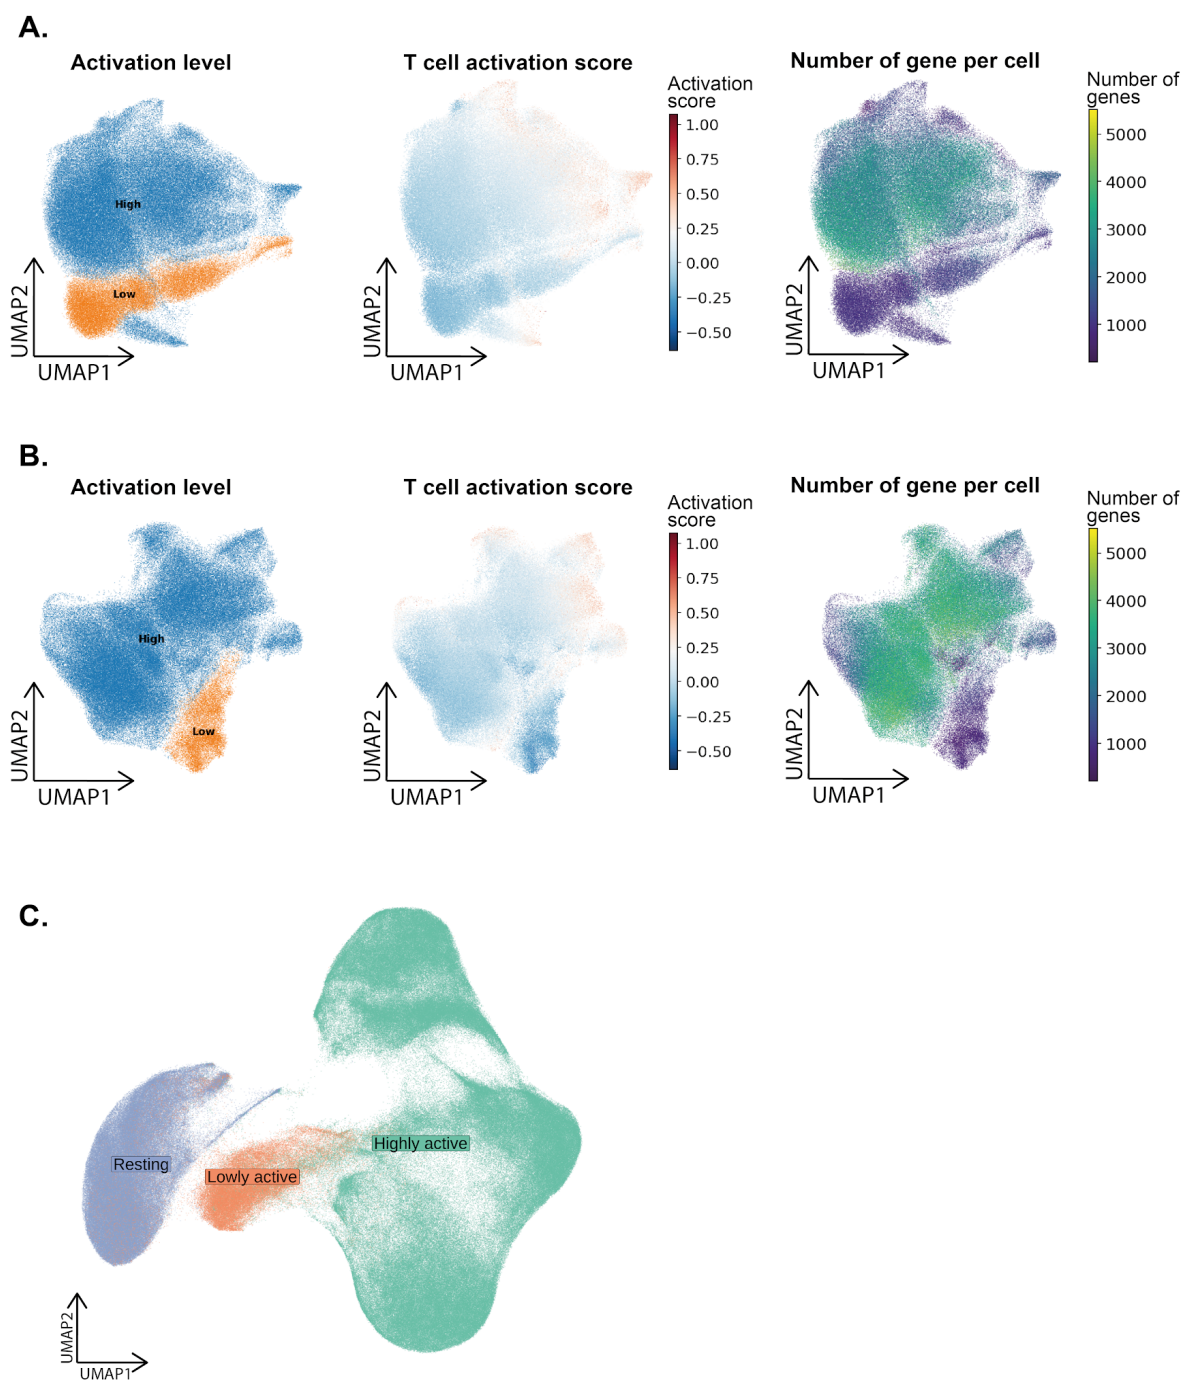 A.
Activation level
T cell activation score
Number of gene per cell
Activation
score
1.00
0.75
0.50
0.25
0.00
−0.25
−0.50
Number of
genes
5000
4000
3000
2000
1000
High
Low
UMAP2
UMAP1
UMAP2
UMAP1
UMAP2
UMAP1
B.
Activation level
T cell activation score
Number of gene per cell
Activation
score
1.00
0.75
0.50
0.25
0.00
−0.25
−0.50
Number of
genes
5000
4000
3000
2000
1000
High
Low
UMAP2
UMAP1
UMAP2
UMAP1
UMAP2
UMAP1
C.
Highly active
Resting
Lowly active
UMAP2
UMAP1